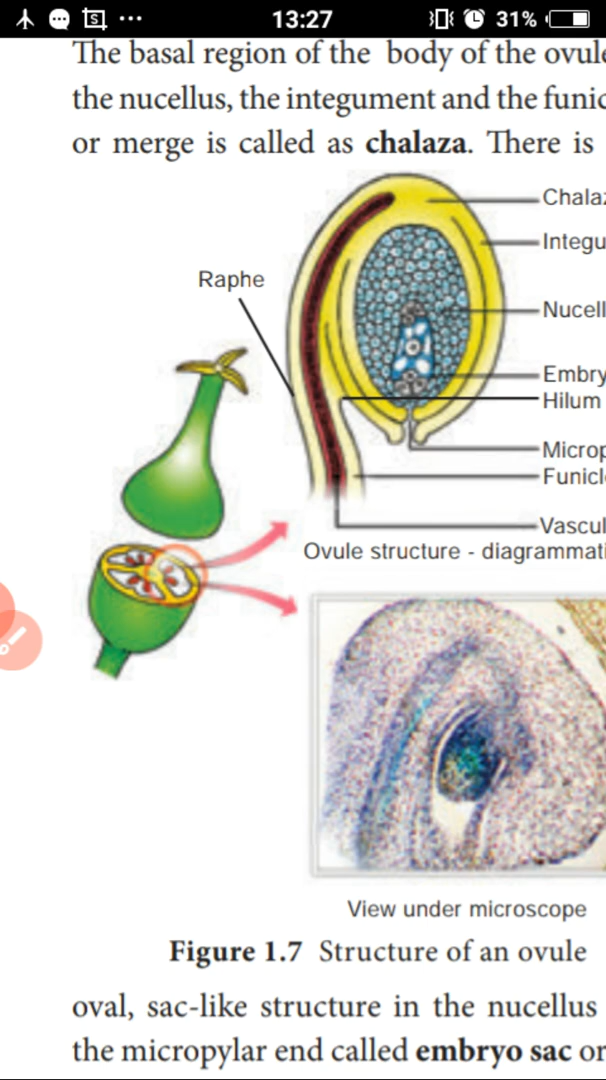 13:27
31%
The basal region of the body of the ovule
the nucellus, the integument and the funic
or merge is called as chalaza. There is
Chalaz
Integu
Raphe
Nucell
Embry
Hilum
Microp
Funicl
Vascul
Ovule structure - diagrammati
View under microscope
Figure 1.7 Structure of an ovule
oval, sac-like structure in the nucellus
the micropylar end called embryo sac or